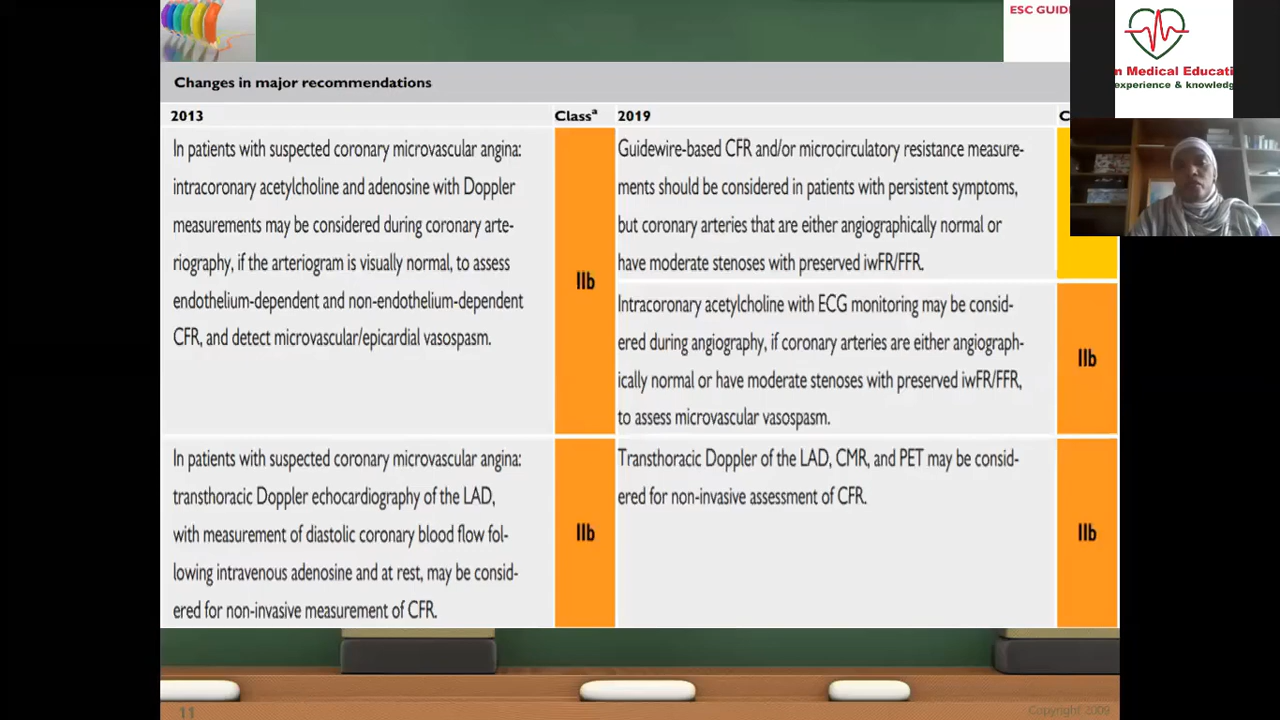 ESC GUID
n Medical Educati
experience & knowledg
Changes in major recommendations
2013
Classᵃ
2019
C
In patients with suspected coronary microvascular angina:
intracoronary acetylcholine and adenosine with Doppler
measurements may be considered during coronary arte-
riography, if the arteriogram is visually normal, to assess
endothelium-dependent and non-endothelium-dependent
CFR, and detect microvascular/epicardial vasospasm.
IIb
Guidewire-based CFR and/or microcirculatory resistance measure-
ments should be considered in patients with persistent symptoms,
but coronary arteries that are either angiographically normal or
have moderate stenoses with preserved iwFR/FFR.
Intracoronary acetylcholine with ECG monitoring may be consid-
ered during angiography, if coronary arteries are either angiograph-
ically normal or have moderate stenoses with preserved iwFR/FFR,
to assess microvascular vasospasm.
IIb
In patients with suspected coronary microvascular angina:
transthoracic Doppler echocardiography of the LAD,
with measurement of diastolic coronary blood flow fol-
lowing intravenous adenosine and at rest, may be consid-
ered for non-invasive measurement of CFR.
IIb
Transthoracic Doppler of the LAD, CMR, and PET may be consid-
ered for non-invasive assessment of CFR.
IIb
11
Copyright 2009